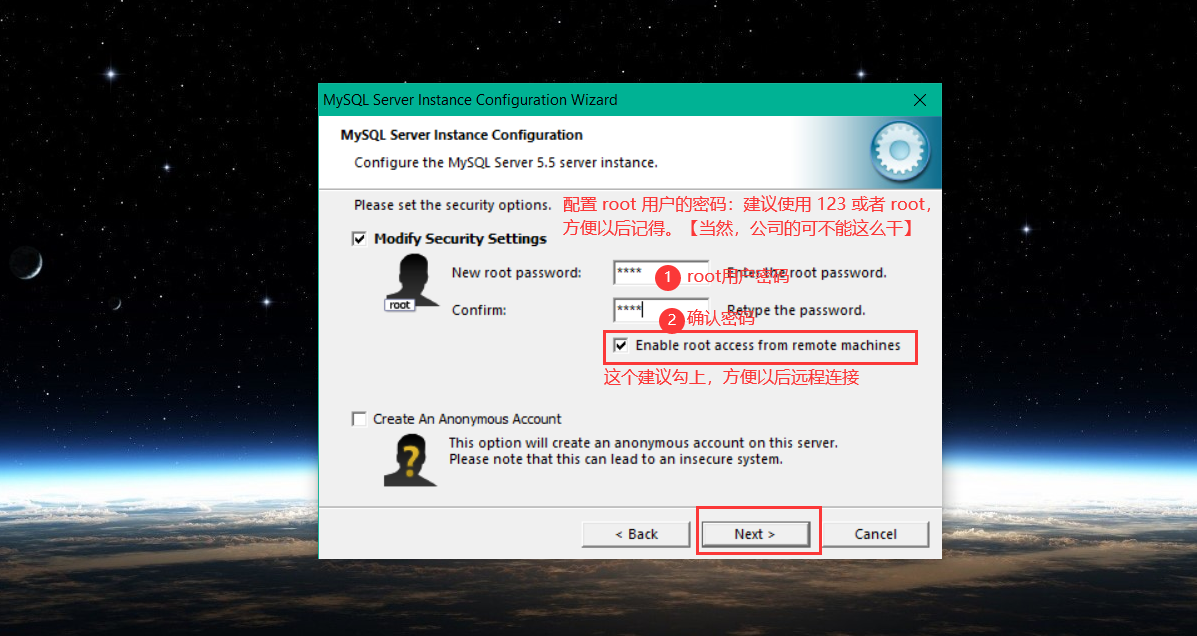 MySQL Server Instance Configuration Wizard
MySQL Server Instance Configuration
Configure the MySQL Server 5.5 server instance.
Please set the security options.
配置 root 用户的密码：建议使用 123 或者 root，
方便以后记得。【当然，公司的可不能这么干】
Modify Security Settings
root
New root password:
****
1 root用户密码
Enter the root password.
Confirm:
****
2 确认密码
Retype the password.
Enable root access from remote machines
这个建议勾上，方便以后远程连接
Create An Anonymous Account
This option will create an anonymous account on this server.
Please note that this can lead to an insecure system.
< Back
Next >
Cancel